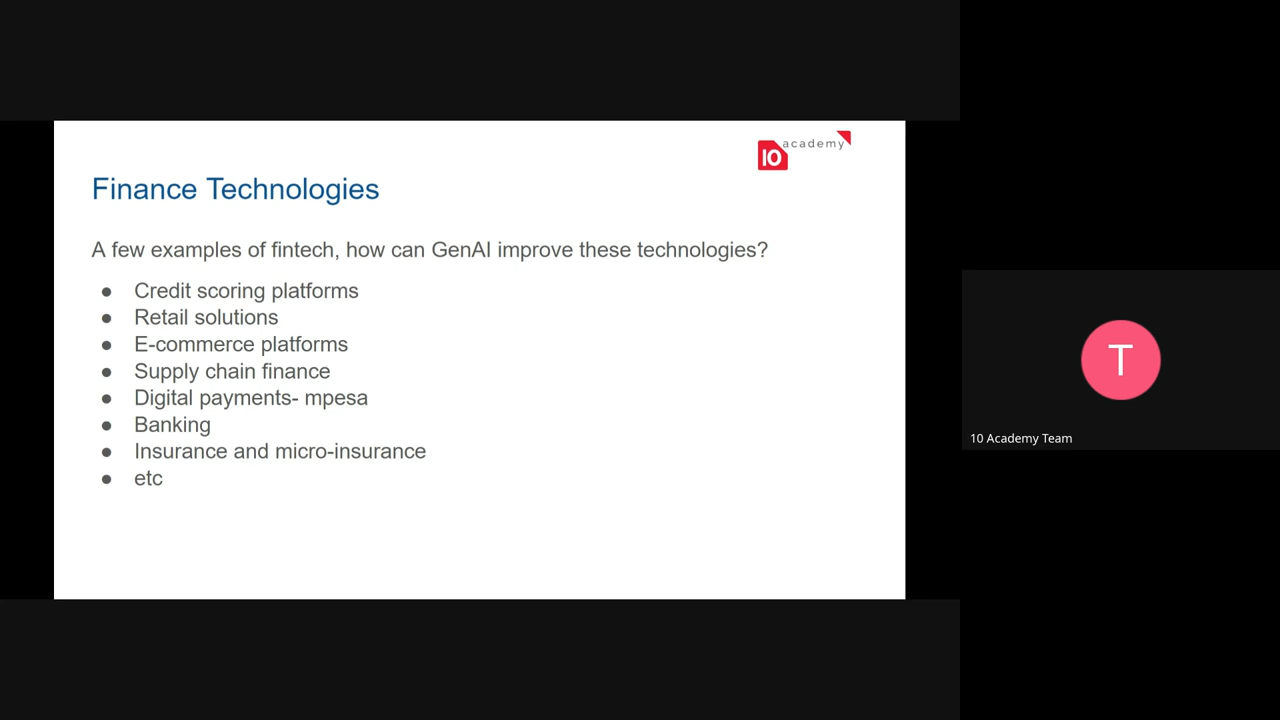 10 academy
Finance Technologies
A few examples of fintech, how can GenAI improve these technologies?
● Credit scoring platforms
● Retail solutions
● E-commerce platforms
● Supply chain finance
● Digital payments- mpesa
● Banking
● Insurance and micro-insurance
● etc
T
10 Academy Team